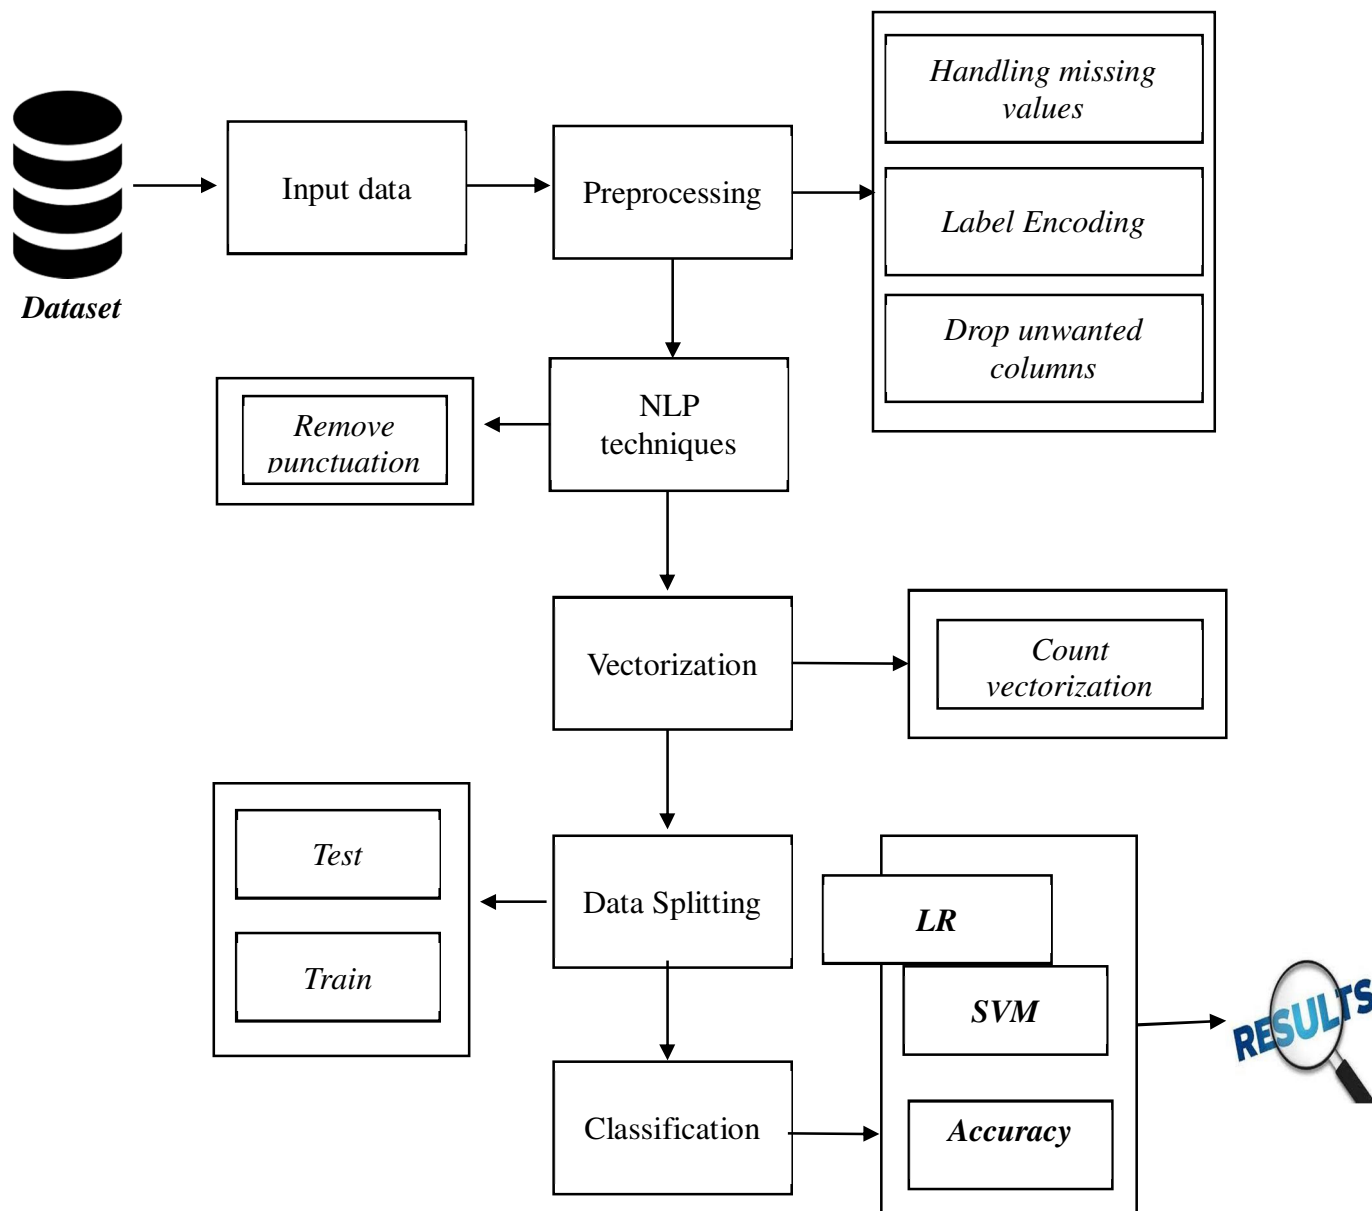 Handling missing
values
Input data
Preprocessing
Label Encoding
Dataset
Drop unwanted
columns
NLP
techniques
Remove
punctuation
Vectorization
Count
vectorization
Test
Train
Data Splitting
LR
SVM
RESULTS
Classification
Accuracy